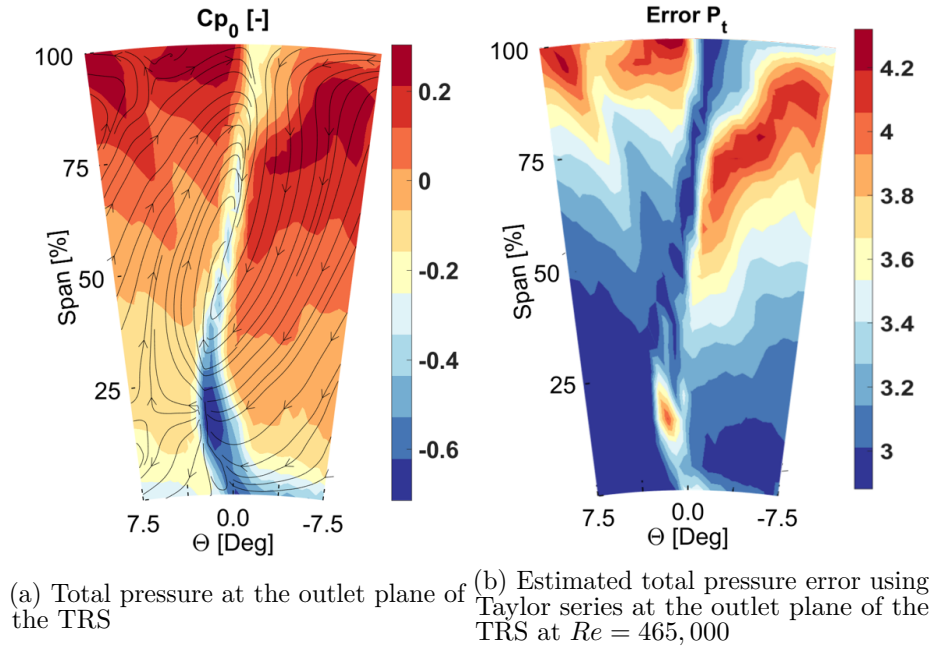 Cp0 [-]
100
75
50
25
Span [%]
7.5
0.0
-7.5
Θ [Deg]
0.2
0
-0.2
-0.4
-0.6
Error Pt
100
75
50
25
Span [%]
7.5
0.0
-7.5
Θ [Deg]
4.2
4
3.8
3.6
3.4
3.2
3
(a) Total pressure at the outlet plane of
the TRS
(b) Estimated total pressure error using
Taylor series at the outlet plane of the
TRS at Re = 465,000